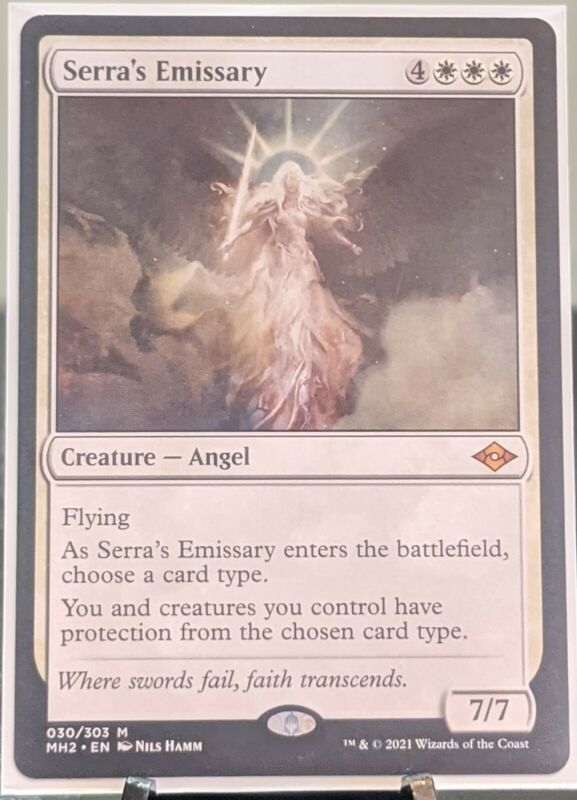 Serra's Emissary 4
Creature — Angel
Flying
As Serra's Emissary enters the battlefield,
choose a card type.
You and creatures you control have
protection from the chosen card type.
Where swords fail, faith transcends.
7/7
030/303 M
MH2 • EN Nils Hamm
™ & © 2021 Wizards of the Coast